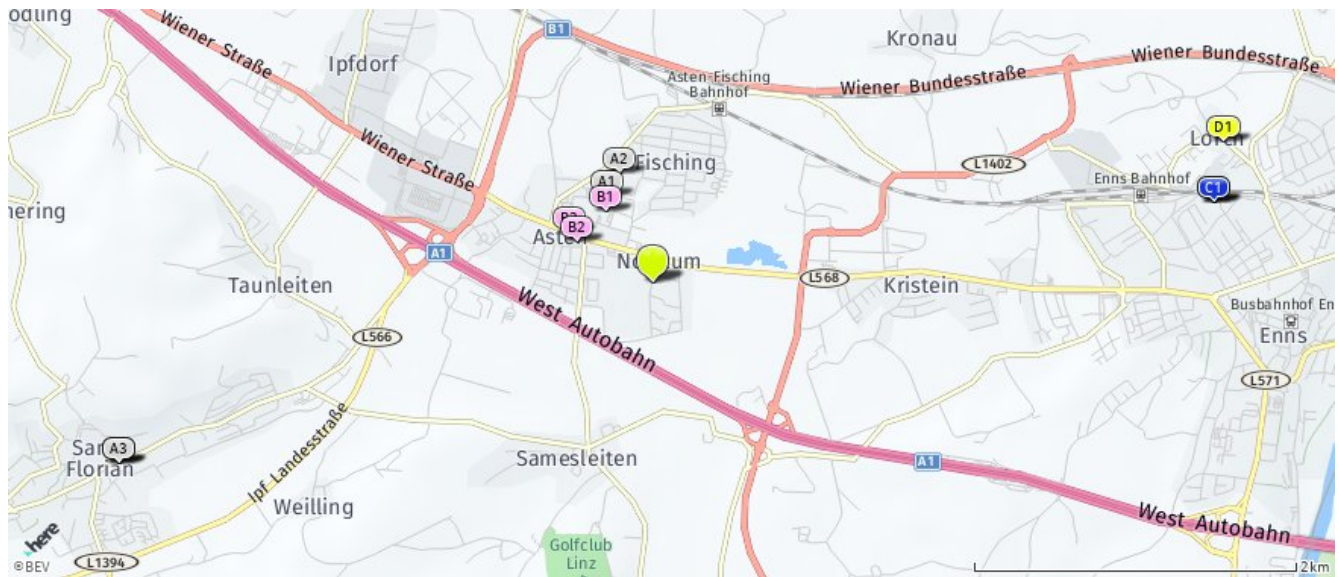 Wiener Straße
B1
Kronau
Ipfdorf
Asten-Fisching
Bahnhof
Wiener Bundesstraße
Wiener Bundesstraße
D1
Lorch
A2
Fisching
L1402
Wiener Straße
A1
Enns Bahnhof
C1
B1
B2
Asten
A1
L568
Taunleiten
Kristein
West Autobahn
Busbahnhof En
Enns
L566
L571
A3
Florian
Ipf Landesstraße
Samesleiten
A1
Weilling
West Autobahn
here
Golfclub
Linz
©BEV
L1394
2km